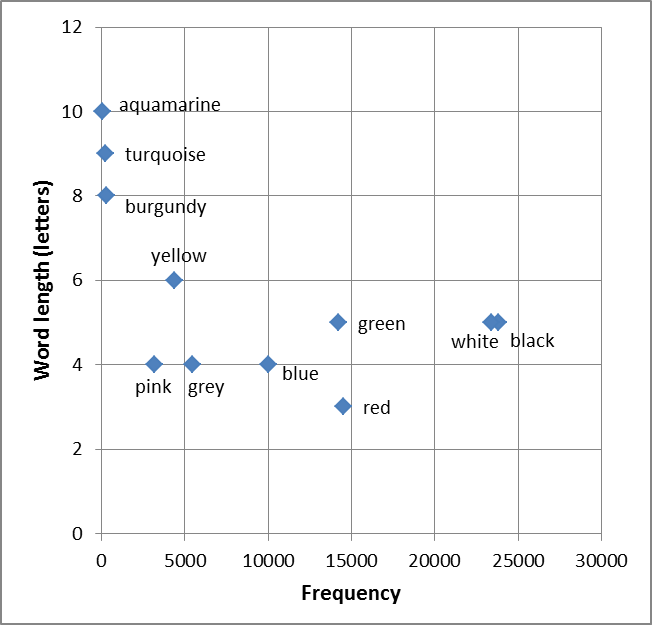 12
10
8
6
4
2
0
Word length (letters)
aquamarine
turquoise
burgundy
yellow
green
white black
pink grey blue
red
0 5000 10000 15000 20000 25000 30000
Frequency